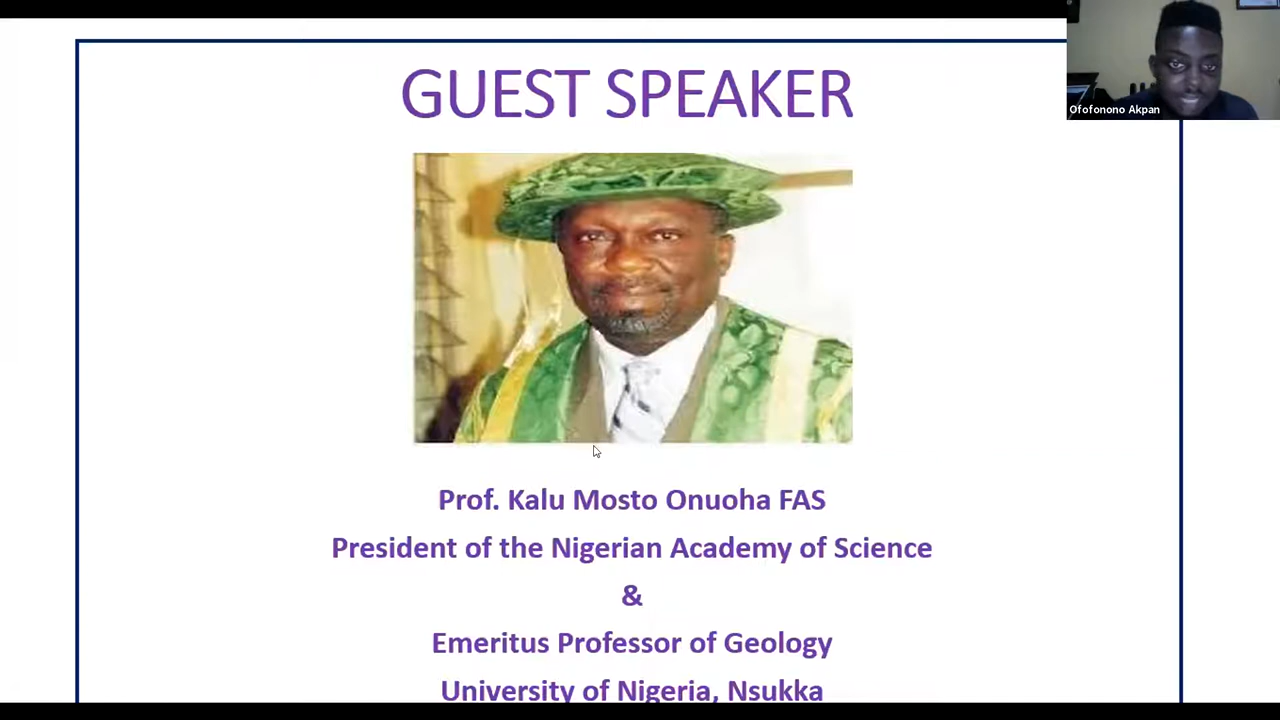 GUEST SPEAKER
Ofofonono Akpan
Prof. Kalu Mosto Onuoha FAS
President of the Nigerian Academy of Science
&
Emeritus Professor of Geology
University of Nigeria, Nsukka